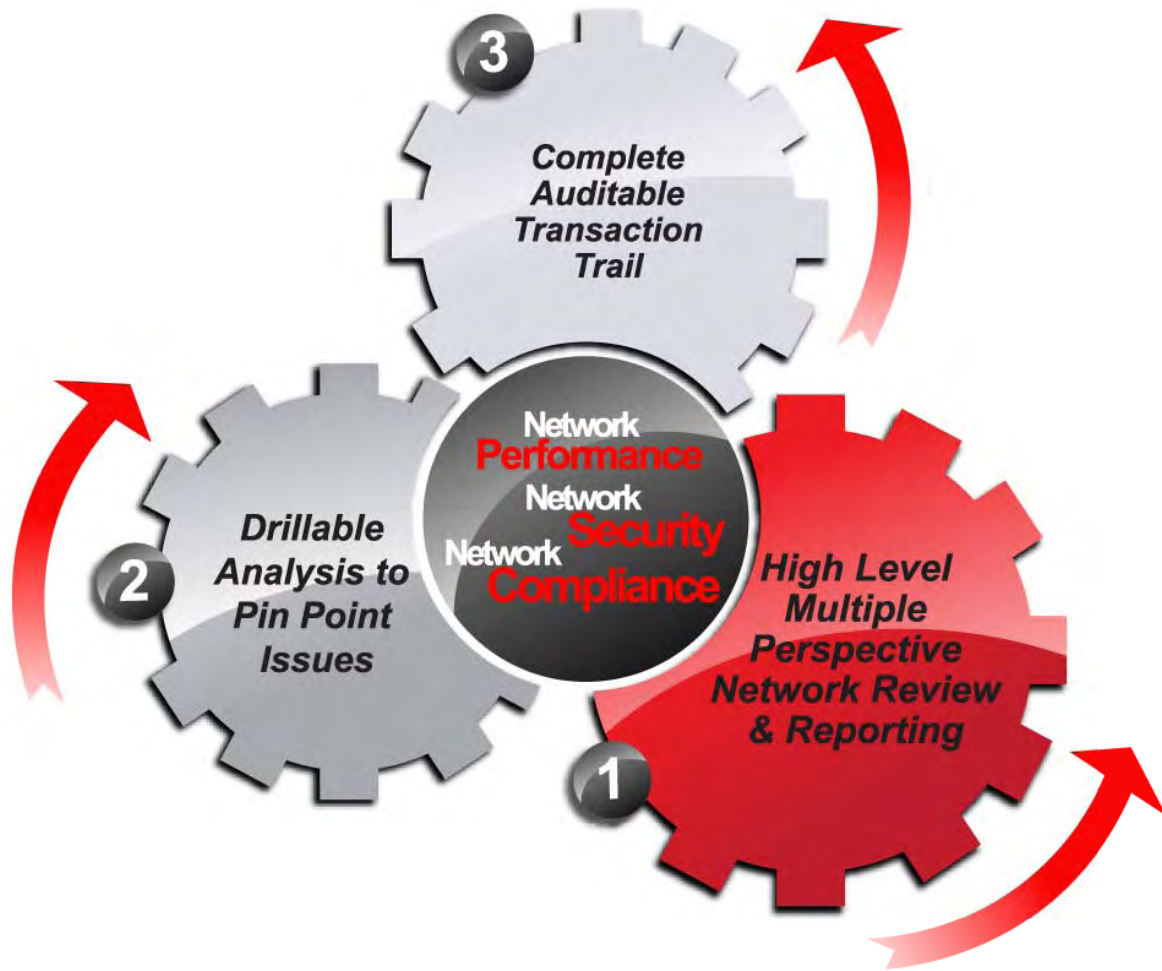 3
Complete
Auditable
Transaction
Trail
Network
Performance
Network
Security
Network
Compliance
2
Drillable
Analysis to
Pin Point
Issues
1
High Level
Multiple
Perspective
Network Review
& Reporting